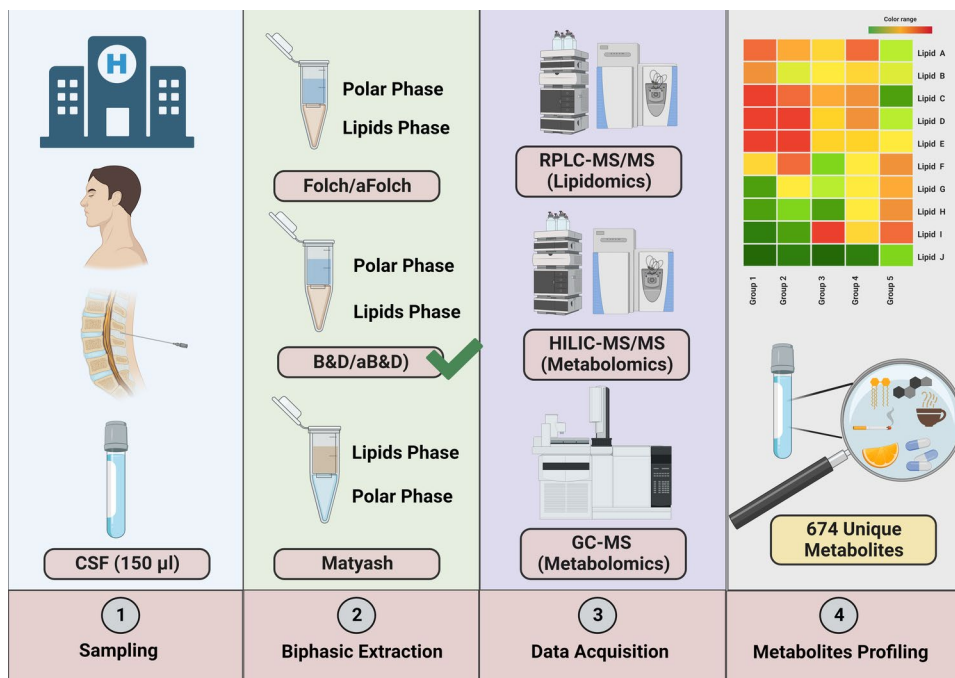 H
CSF (150 µl)
1
Sampling
Polar Phase
Lipids Phase
Folch/aFolch
Polar Phase
Lipids Phase
B&D/aB&D)
Lipids Phase
Polar Phase
Matyash
2
Biphasic Extraction
RPLC-MS/MS
(Lipidomics)
HILIC-MS/MS
(Metabolomics)
GC-MS
(Metabolomics)
3
Data Acquisition
Color range
Lipid A
Lipid B
Lipid C
Lipid D
Lipid E
Lipid F
Lipid G
Lipid H
Lipid I
Lipid J
Group 1
Group 2
Group 3
Group 4
Group 5
674 Unique
Metabolites
4
Metabolites Profiling